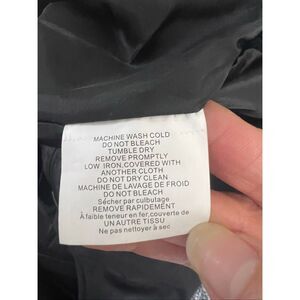 MACHINE WASH COLD
DO NOT BLEACH
TUMBLE DRY
REMOVE PROMPTLY
LOW IRON,COVERED WITH
ANOTHER CLOTH
DO NOT DRY CLEAN
MACHINE DE LAVAGE DE FROID
DO NOT BLEACH
Sécher par culbutage
REMOVE RAPIDEMENT
À faible teneur en fer,couverte de
UN AUTRE TISSU
Ne pas nettoyer à sec